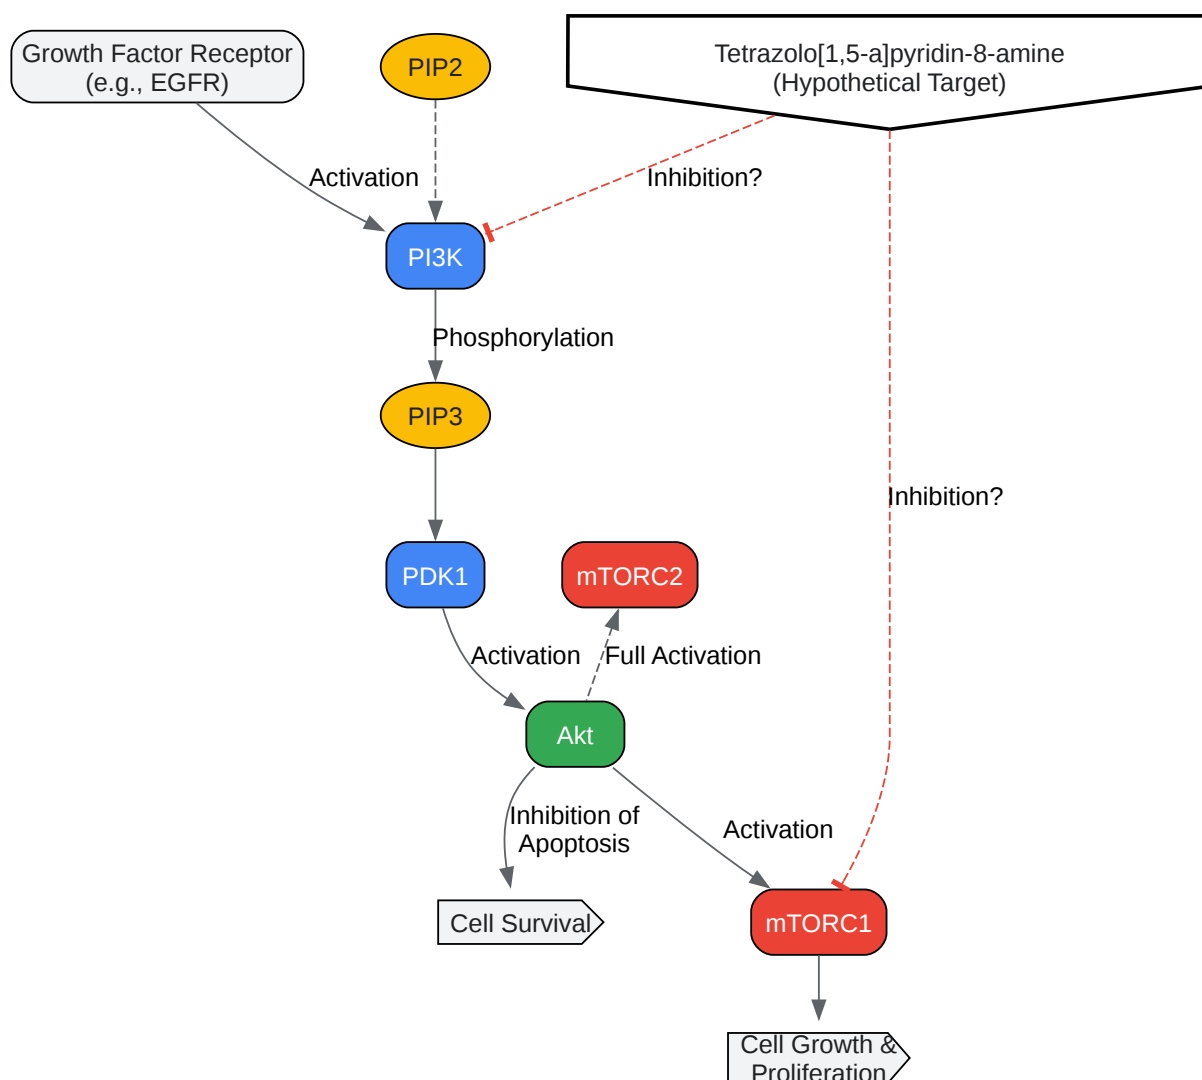 Growth Factor Receptor
(e.g., EGFR)
PIP2
Tetrazolo[1,5-a]pyridin-8-amine
(Hypothetical Target)
Activation
Inhibition?
PI3K
Phosphorylation
PIP3
Inhibition?
PDK1
mTORC2
Activation
Full Activation
Akt
Inhibition of
Apoptosis
Activation
Cell Survival
mTORC1
Cell Growth &
Proliferation